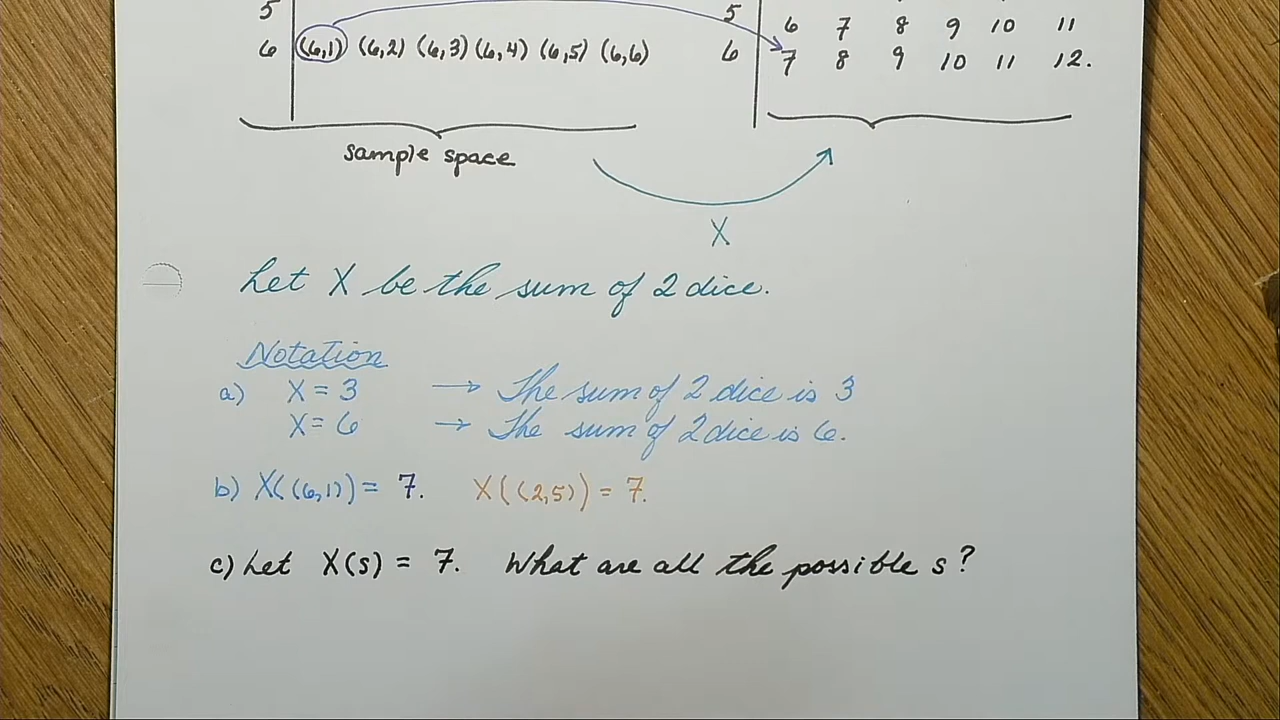 5 5 6 7 8 9 10 11
6 (6,1) (6,2) (6,3) (6,4) (6,5) (6,6) 6 7 8 9 10 11 12.
sample space
X
Let X be the sum of 2 dice.
Notation
a) X = 3 → The sum of 2 dice is 3
X = 6 → The sum of 2 dice is 6.
b) X((6,1)) = 7. X((2,5)) = 7.
c) Let X(s) = 7. What are all the possible s?